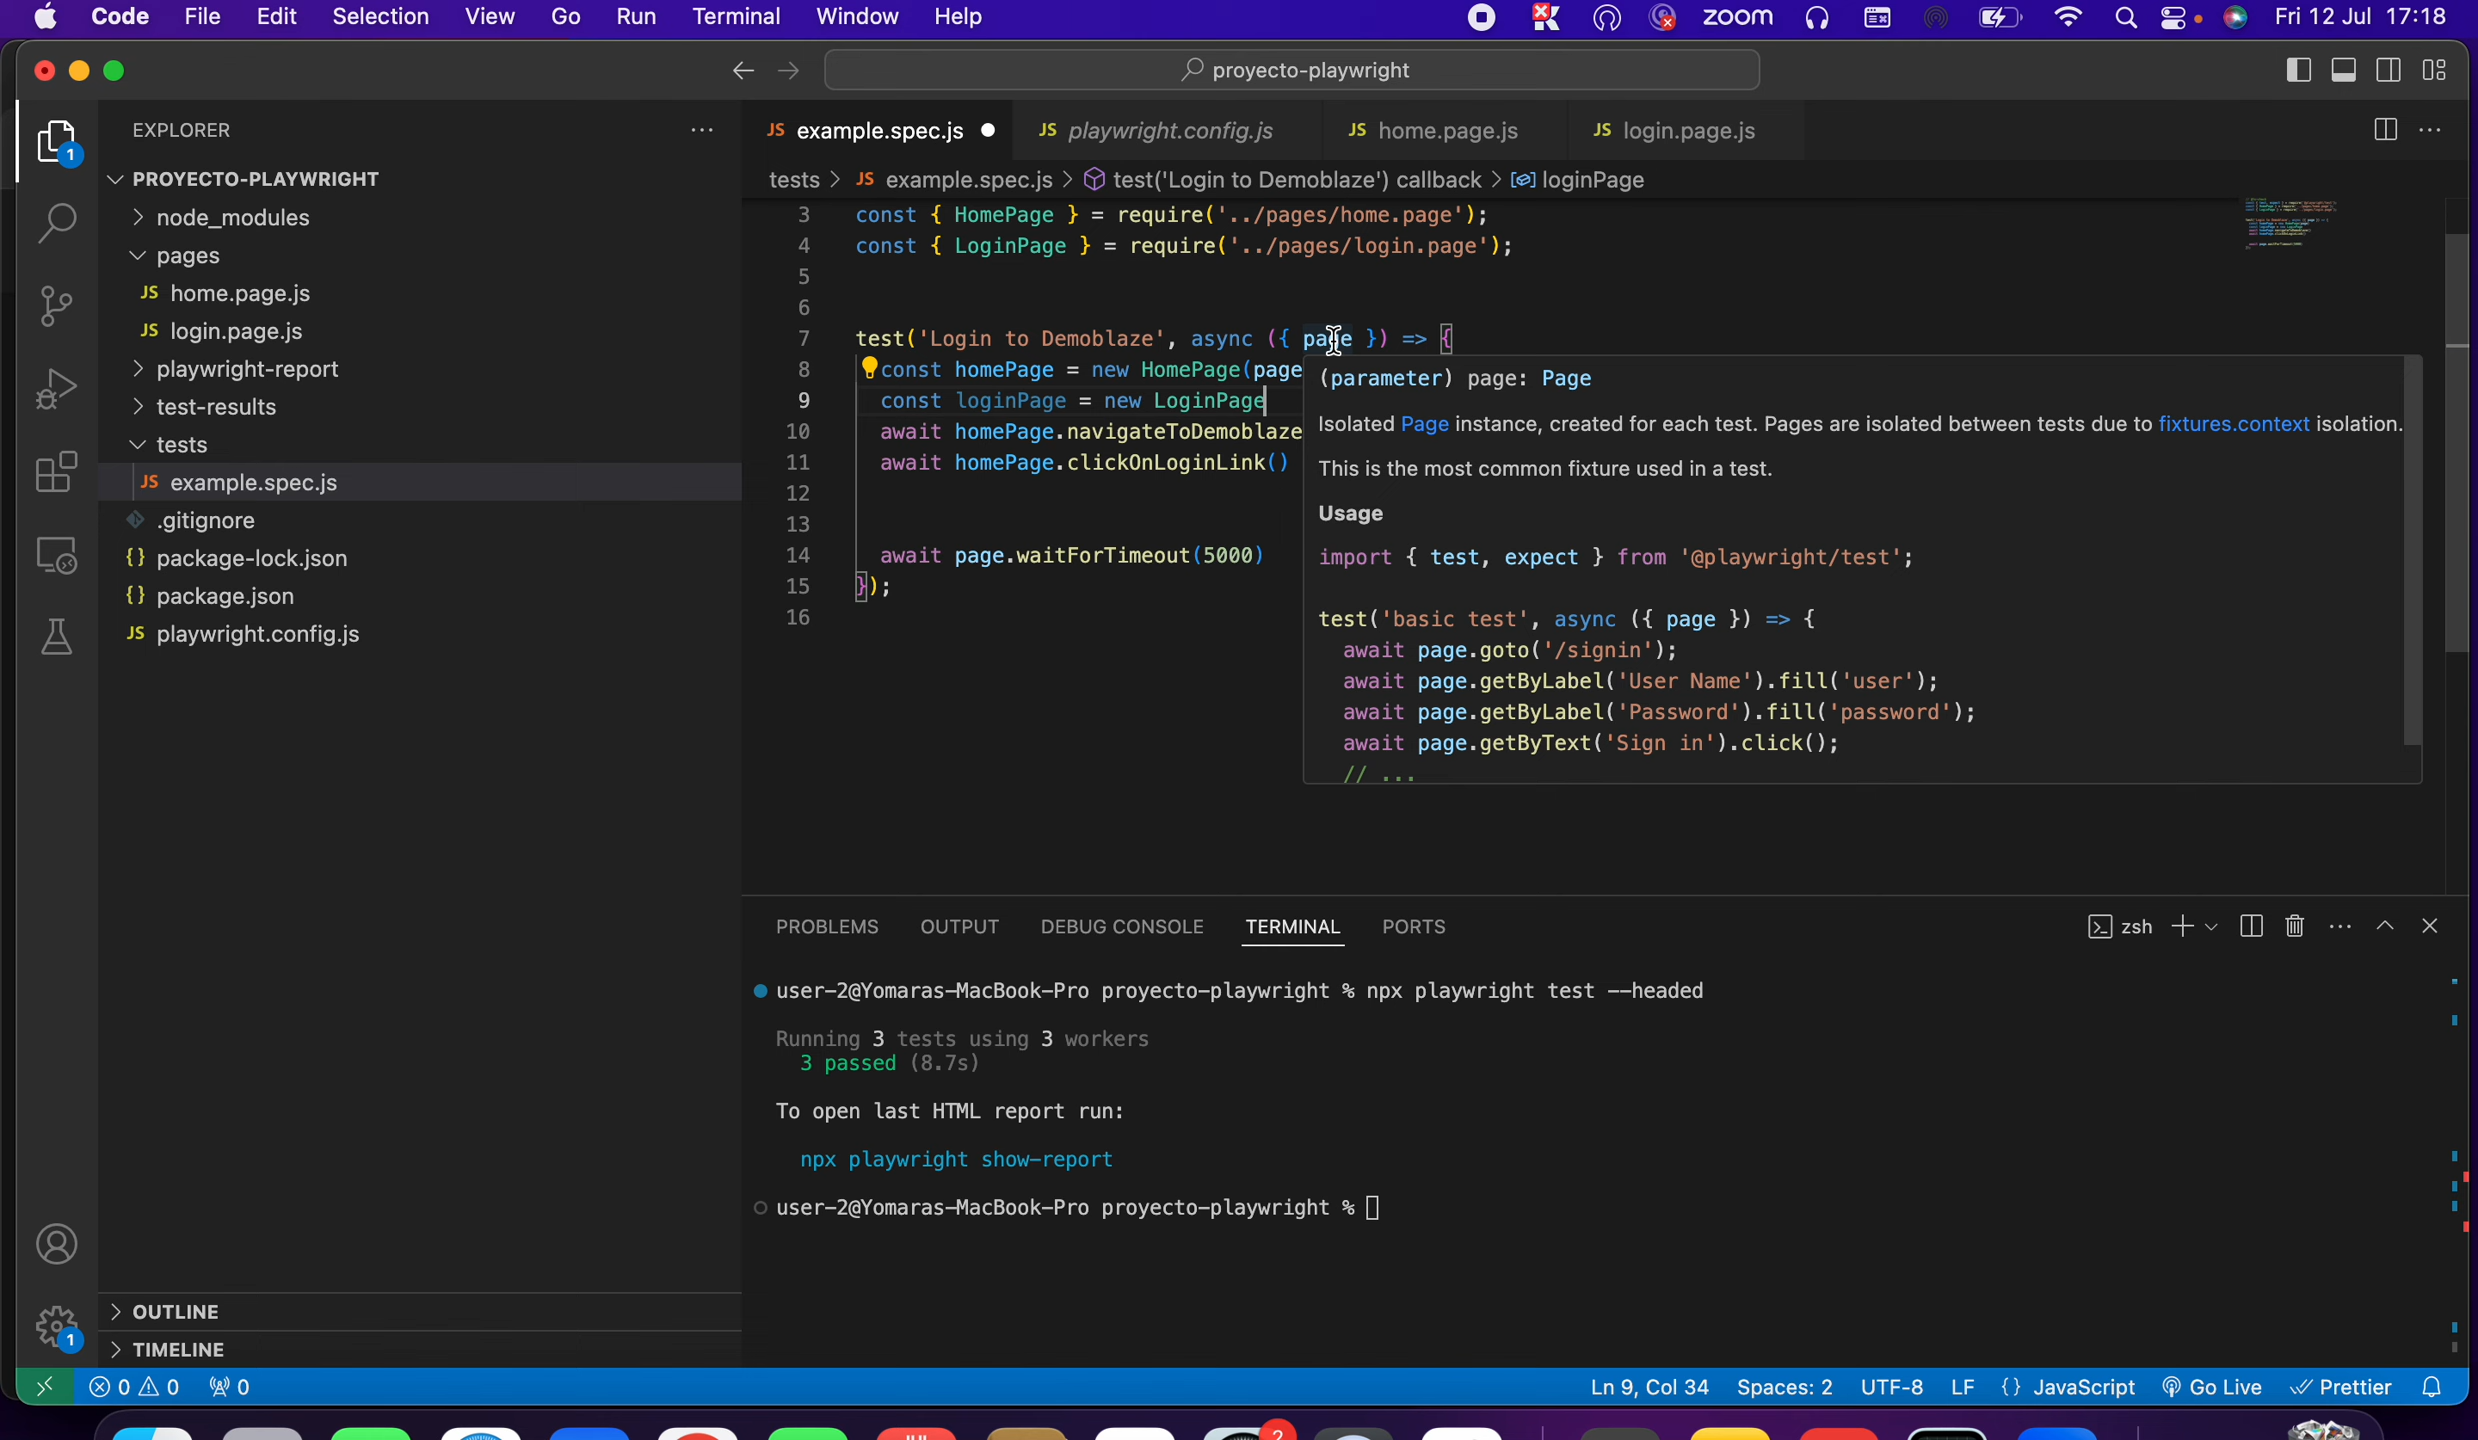 Code File Edit Selection View Go Run Terminal Window Help zoom Fri 12 Jul 17:18
proyecto-playwright
EXPLORER
PROYECTO-PLAYWRIGHT
node_modules
pages
JS home.page.js
JS login.page.js
playwright-report
test-results
tests
JS example.spec.js
.gitignore
{} package-lock.json
{} package.json
JS playwright.config.js
OUTLINE
TIMELINE
1
1
JS example.spec.js JS playwright.config.js JS home.page.js JS login.page.js
tests > JS example.spec.js > test('Login to Demoblaze') callback > loginPage
3 const { HomePage } = require('../pages/home.page');
4 const { LoginPage } = require('../pages/login.page');
5
6
7 test('Login to Demoblaze', async ({ page }) => {
8 const homePage = new HomePage(page
9 const loginPage = new LoginPage
10 await homePage.navigateToDemoblaze
11 await homePage.clickOnLoginLink()
12
13
14 await page.waitForTimeout(5000)
15 });
16
(parameter) page: Page
Isolated Page instance, created for each test. Pages are isolated between tests due to fixtures.context isolation.
This is the most common fixture used in a test.
Usage
import { test, expect } from '@playwright/test';
test('basic test', async ({ page }) => {
await page.goto('/signin');
await page.getByLabel('User Name').fill('user');
await page.getByLabel('Password').fill('password');
await page.getByText('Sign in').click();
// ...
PROBLEMS OUTPUT DEBUG CONSOLE TERMINAL PORTS zsh
user-2@Yomaras-MacBook-Pro proyecto-playwright % npx playwright test --headed
Running 3 tests using 3 workers
3 passed (8.7s)
To open last HTML report run:
npx playwright show-report
user-2@Yomaras-MacBook-Pro proyecto-playwright %
0 0 0 Ln 9, Col 34 Spaces: 2 UTF-8 LF {} JavaScript Go Live Prettier
2